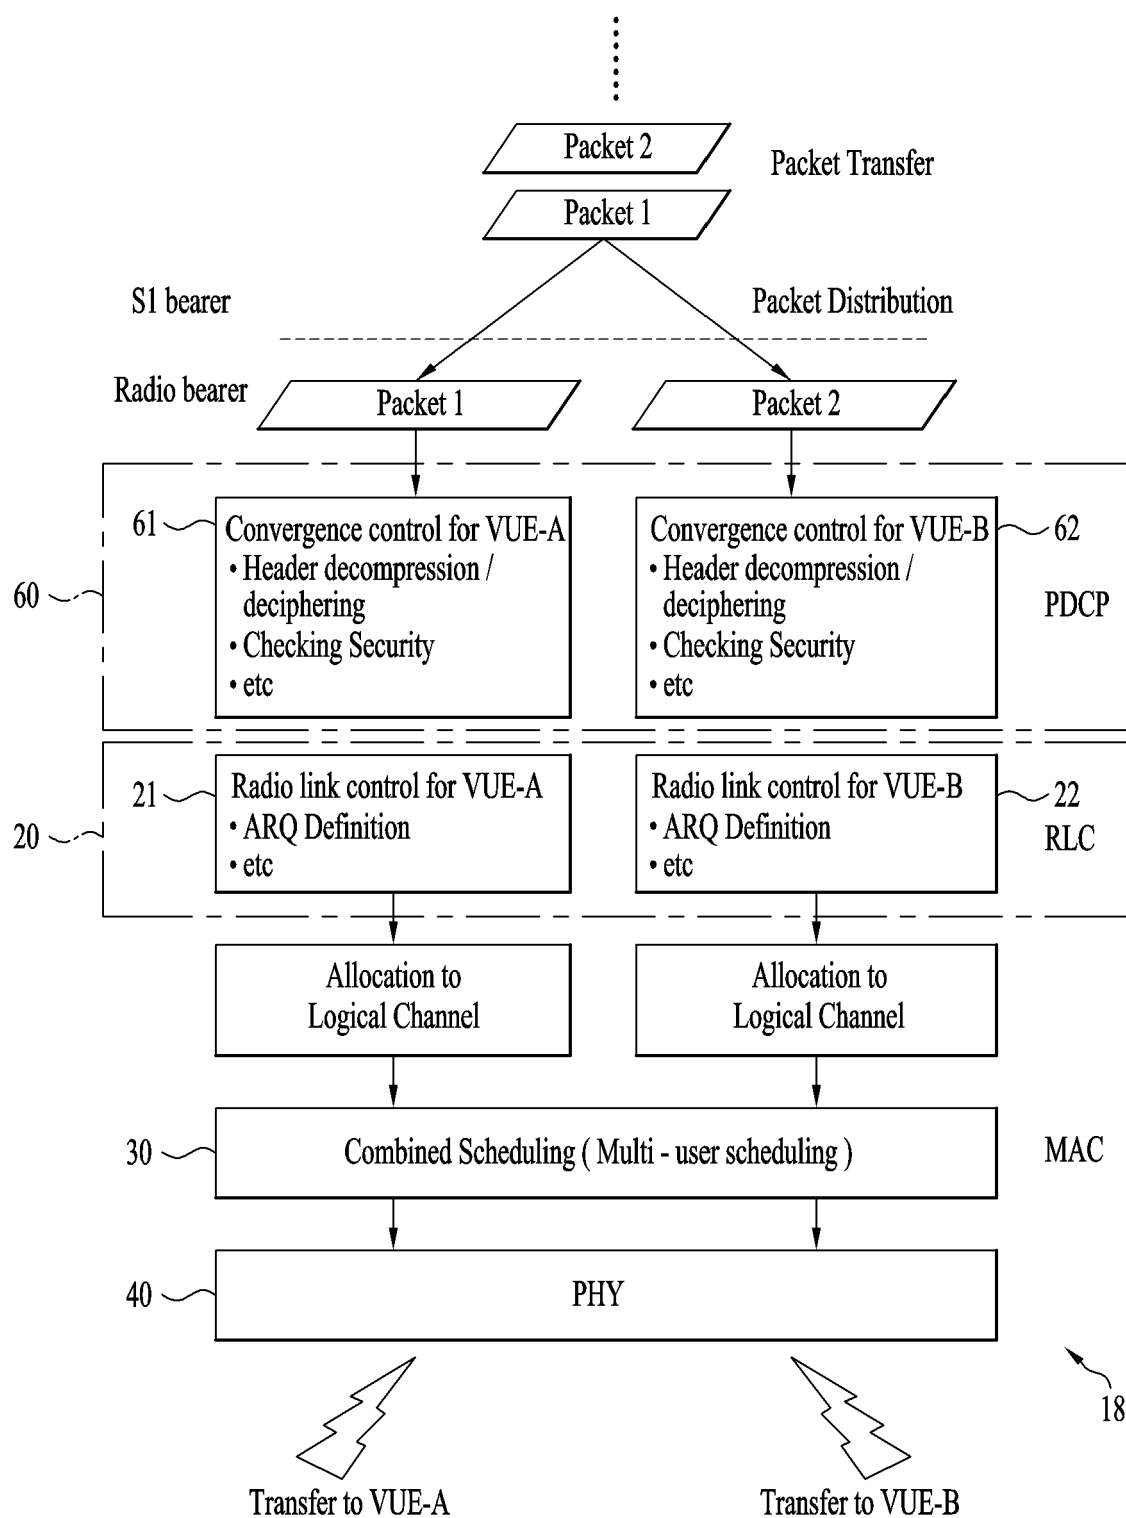 Packet 2
Packet Transfer
Packet 1
S1 bearer
Packet Distribution
Radio bearer
Packet 1
Packet 2
61
Convergence control for VUE-A
• Header decompression /
deciphering
• Checking Security
• etc
Convergence control for VUE-B
• Header decompression /
deciphering
• Checking Security
• etc
62
60
PDCP
21
Radio link control for VUE-A
• ARQ Definition
• etc
Radio link control for VUE-B
• ARQ Definition
• etc
22
20
RLC
Allocation to
Logical Channel
Allocation to
Logical Channel
30
Combined Scheduling ( Multi - user scheduling )
MAC
40
PHY
18
Transfer to VUE-A
Transfer to VUE-B